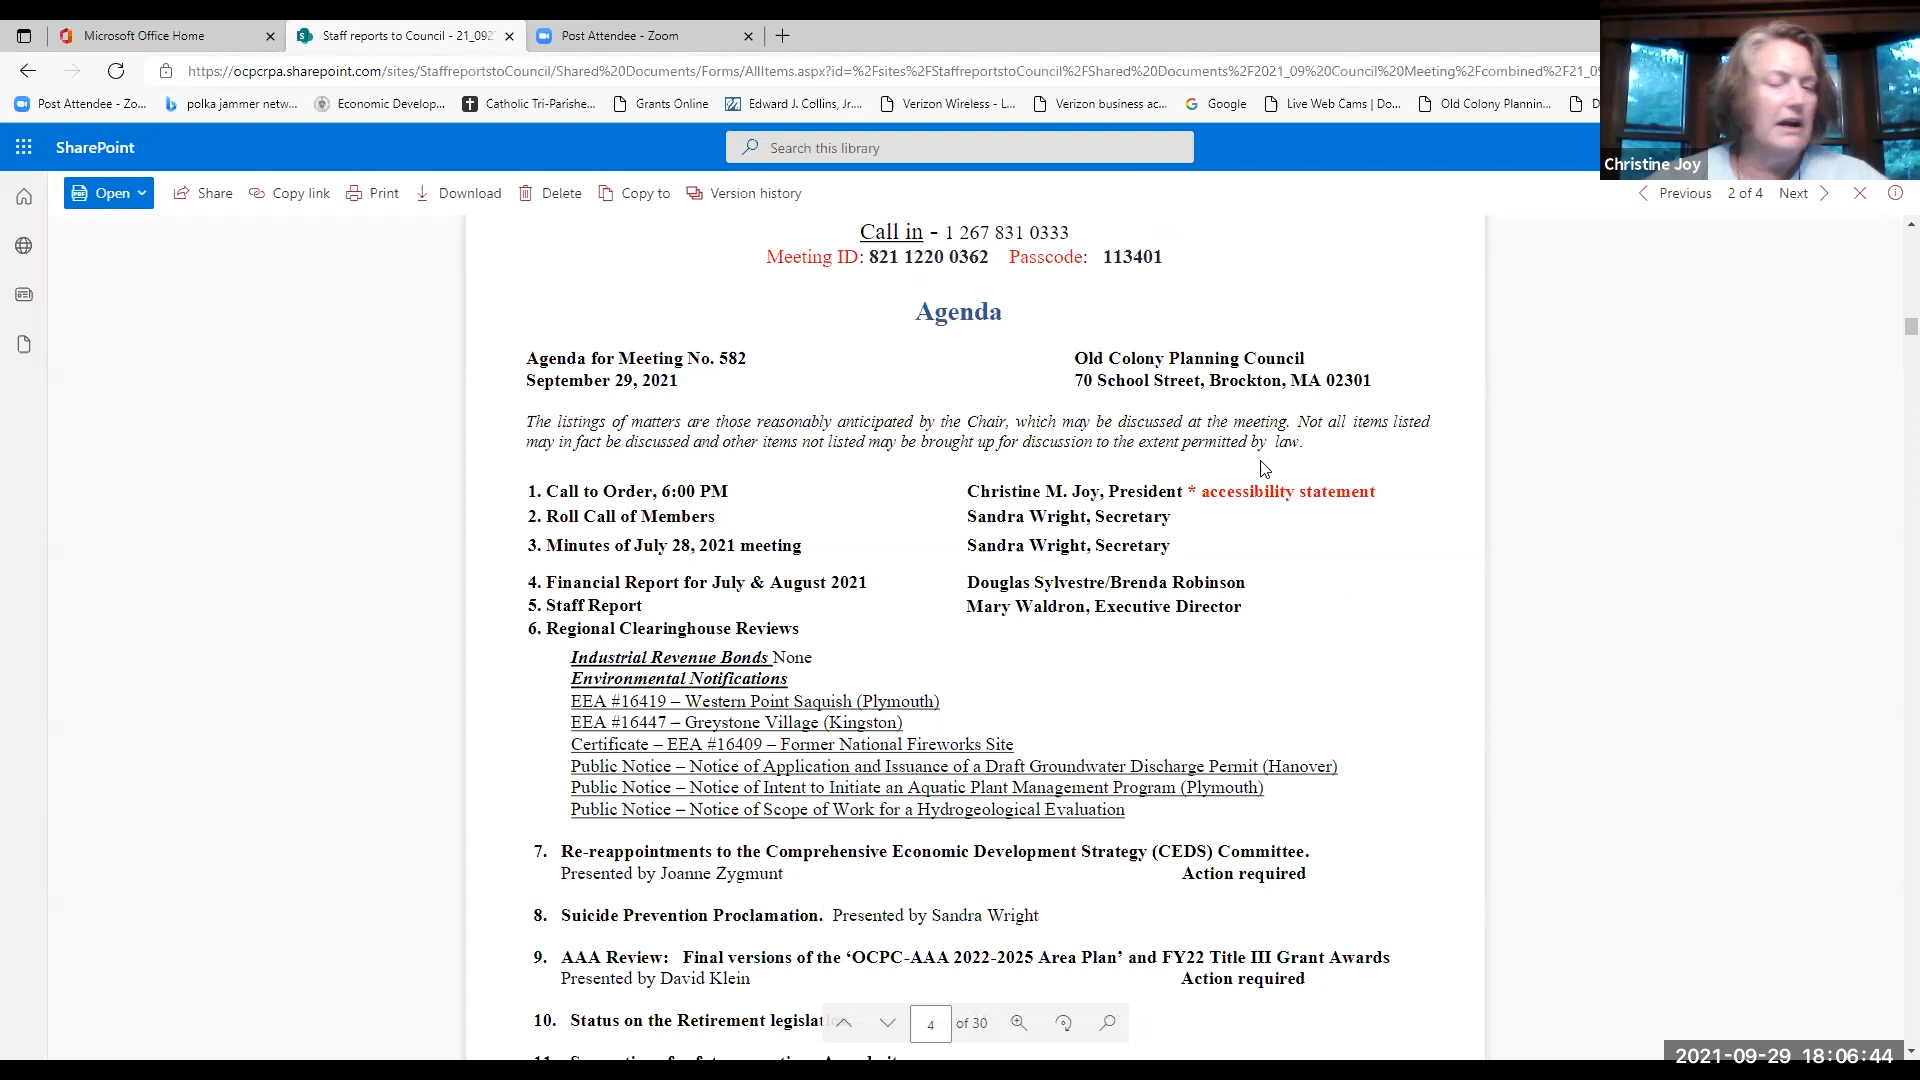 Microsoft Office Home
Staff reports to Council - 21_092
Post Attendee - Zoom
https://ocpcrpa.sharepoint.com/sites/StaffreportstoCouncil/Shared%20Documents/Forms/AllItems.aspx?id=%2Fsites%2FStaffreportstoCouncil%2FShared%20Documents%2F2021_09%20Council%20Meeting%2Fcombined%2F21_09
Post Attendee - Zo...
polka jammer netw...
Economic Develop...
Catholic Tri-Parishe...
Grants Online
Edward J. Collins, Jr....
Verizon Wireless - L...
Verizon business ac...
Google
Live Web Cams | Do...
Old Colony Plannin...
SharePoint
Search this library
Christine Joy
Open
Share
Copy link
Print
Download
Delete
Copy to
Version history
Previous
2 of 4
Next
Call in - 1 267 831 0333
Meeting ID: 821 1220 0362 Passcode: 113401
Agenda
Agenda for Meeting No. 582 Old Colony Planning Council
September 29, 2021 70 School Street, Brockton, MA 02301
The listings of matters are those reasonably anticipated by the Chair, which may be discussed at the meeting. Not all items listed
may in fact be discussed and other items not listed may be brought up for discussion to the extent permitted by law.
1. Call to Order, 6:00 PM Christine M. Joy, President * accessibility statement
2. Roll Call of Members Sandra Wright, Secretary
3. Minutes of July 28, 2021 meeting Sandra Wright, Secretary
4. Financial Report for July & August 2021 Douglas Sylvestre/Brenda Robinson
5. Staff Report Mary Waldron, Executive Director
6. Regional Clearinghouse Reviews
Industrial Revenue Bonds None
Environmental Notifications
EEA #16419 – Western Point Saquish (Plymouth)
EEA #16447 – Greystone Village (Kingston)
Certificate – EEA #16409 – Former National Fireworks Site
Public Notice – Notice of Application and Issuance of a Draft Groundwater Discharge Permit (Hanover)
Public Notice – Notice of Intent to Initiate an Aquatic Plant Management Program (Plymouth)
Public Notice – Notice of Scope of Work for a Hydrogeological Evaluation
7. Re-reappointments to the Comprehensive Economic Development Strategy (CEDS) Committee.
Presented by Joanne Zygmunt Action required
8. Suicide Prevention Proclamation. Presented by Sandra Wright
9. AAA Review: Final versions of the ‘OCPC-AAA 2022-2025 Area Plan’ and FY22 Title III Grant Awards
Presented by David Klein Action required
10. Status on the Retirement
4 of 30
2021-09-29 18:06:44